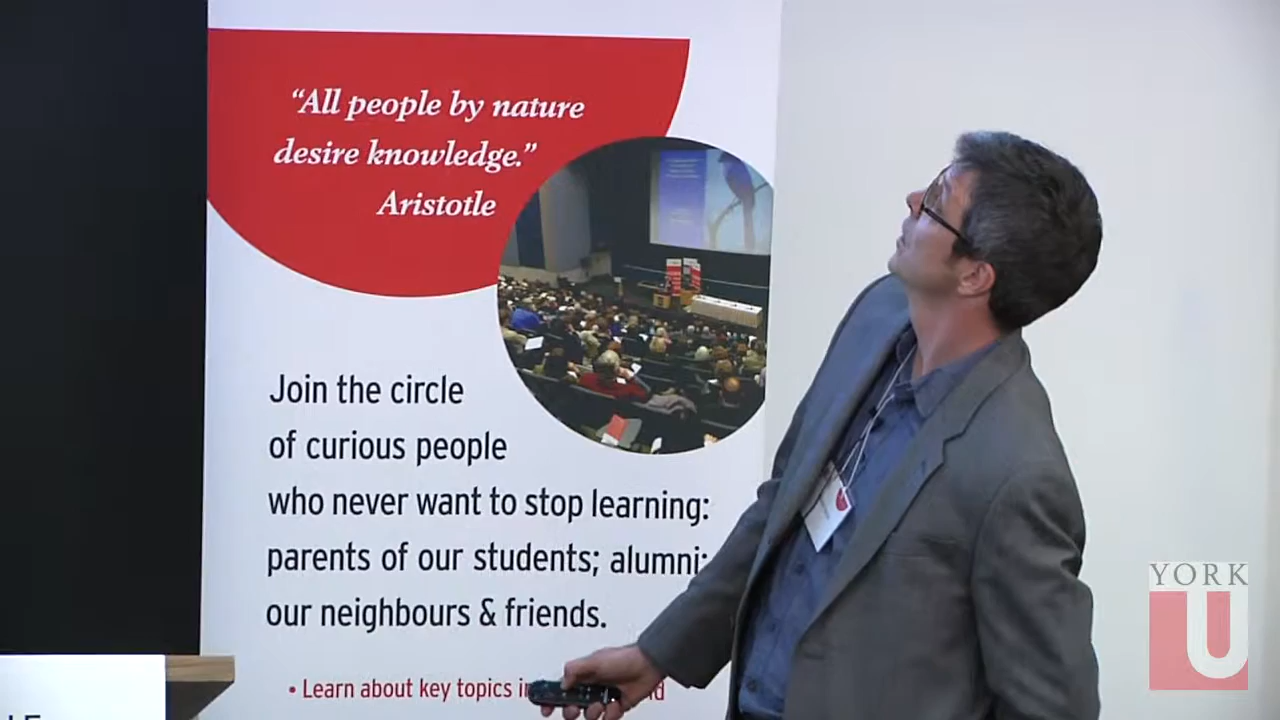 “All people by nature
desire knowledge.”
Aristotle
Join the circle
of curious people
who never want to stop learning:
parents of our students; alumni;
our neighbours & friends.
• Learn about key topics
YORK
U